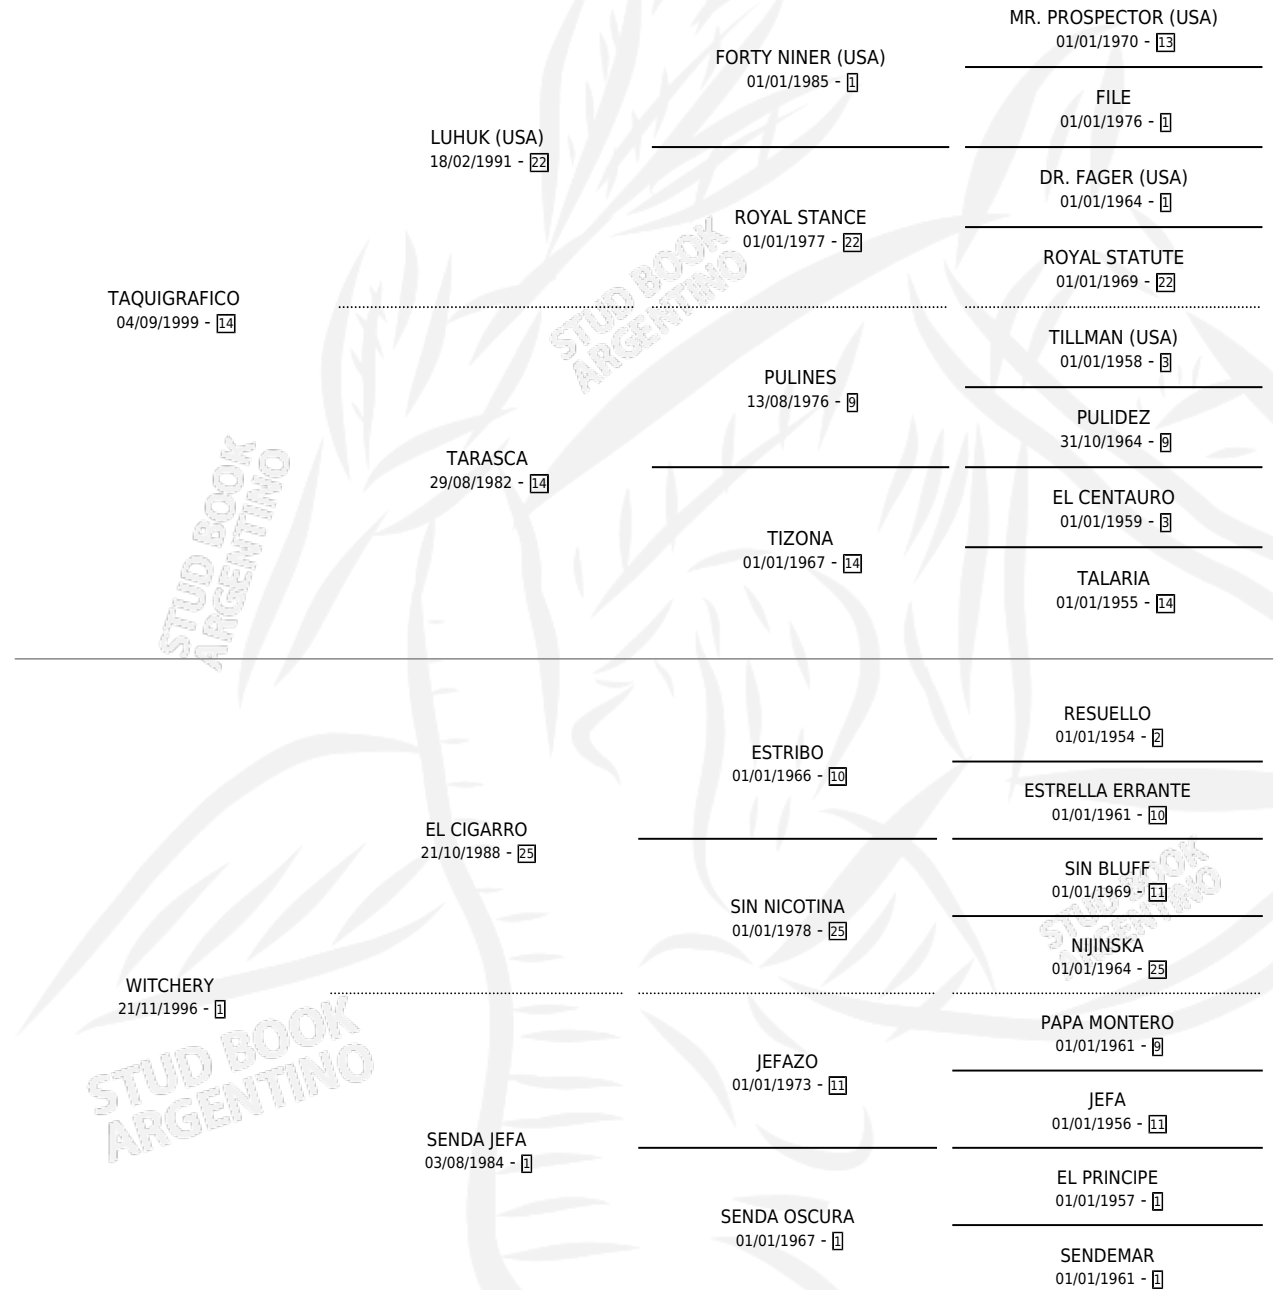 MR. PROSPECTOR (USA)
01/01/1970 - 13
FORTY NINER (USA)
01/01/1985 - 1
FILE
01/01/1976 - 1
LUHUK (USA)
18/02/1991 - 22
DR. FAGER (USA)
01/01/1964 - 1
ROYAL STANCE
01/01/1977 - 22
ROYAL STATUTE
01/01/1969 - 22
TAQUIGRAFICO
04/09/1999 - 14
TILLMAN (USA)
01/01/1958 - 3
PULINES
13/08/1976 - 9
PULIDEZ
31/10/1964 - 9
TARASCA
29/08/1982 - 14
EL CENTAURO
01/01/1959 - 3
TIZONA
01/01/1967 - 14
TALARIA
01/01/1955 - 14
RESUELLO
01/01/1954 - 2
ESTRIBO
01/01/1966 - 10
ESTRELLA ERRANTE
01/01/1961 - 10
EL CIGARRO
21/10/1988 - 25
SIN BLUFF
01/01/1969 - 11
SIN NICOTINA
01/01/1978 - 25
NIJINSKA
01/01/1964 - 25
WITCHERY
21/11/1996 - 1
PAPA MONTERO
01/01/1961 - 9
JEFAZO
01/01/1973 - 11
JEFA
01/01/1956 - 11
SENDA JEFA
03/08/1984 - 1
EL PRINCIPE
01/01/1957 - 1
SENDA OSCURA
01/01/1967 - 1
SENDEMAR
01/01/1961 - 1
STUD BOOK
ARGENTINO
STUD BOOK
ARGENTINO
STUD BOOK
ARGENTINO
STUD BOOK
ARGENTINO